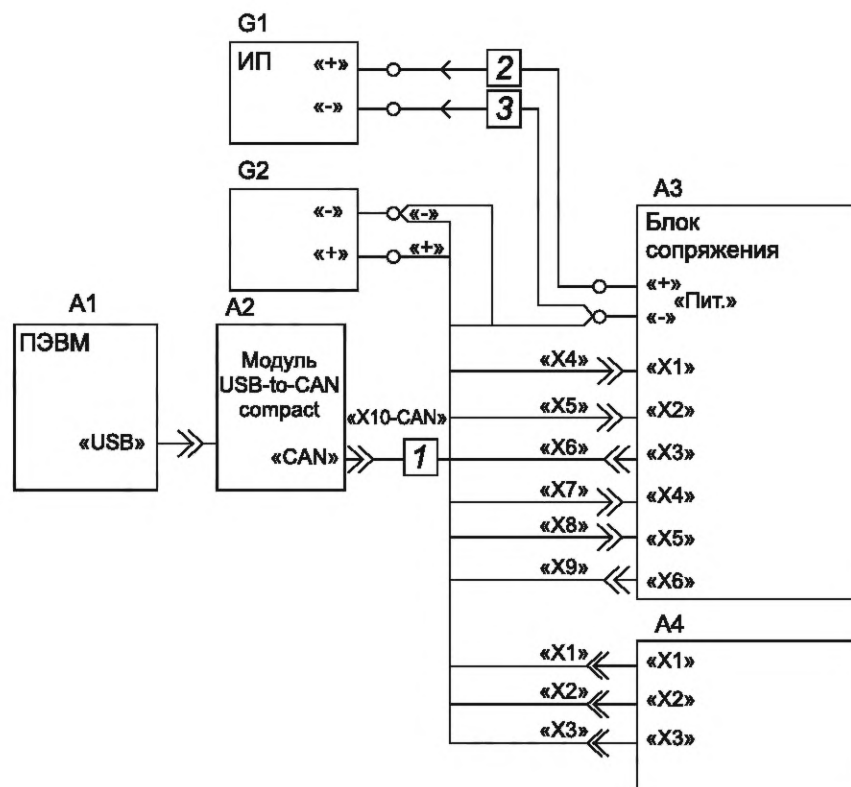 G1
ИП «+»
«-»
2
3
G2
«-» «-»
«+» «+»
A3
Блок
сопряжения
«+»
«Пит.»
«-»
A1
ПЭВМ
«USB»
A2
Модуль
USB-to-CAN
compact
«CAN»
«X10-CAN»
1
«X4» «X1»
«X5» «X2»
«X6» «X3»
«X7» «X4»
«X8» «X5»
«X9» «X6»
A4
«X1» «X1»
«X2» «X2»
«X3» «X3»